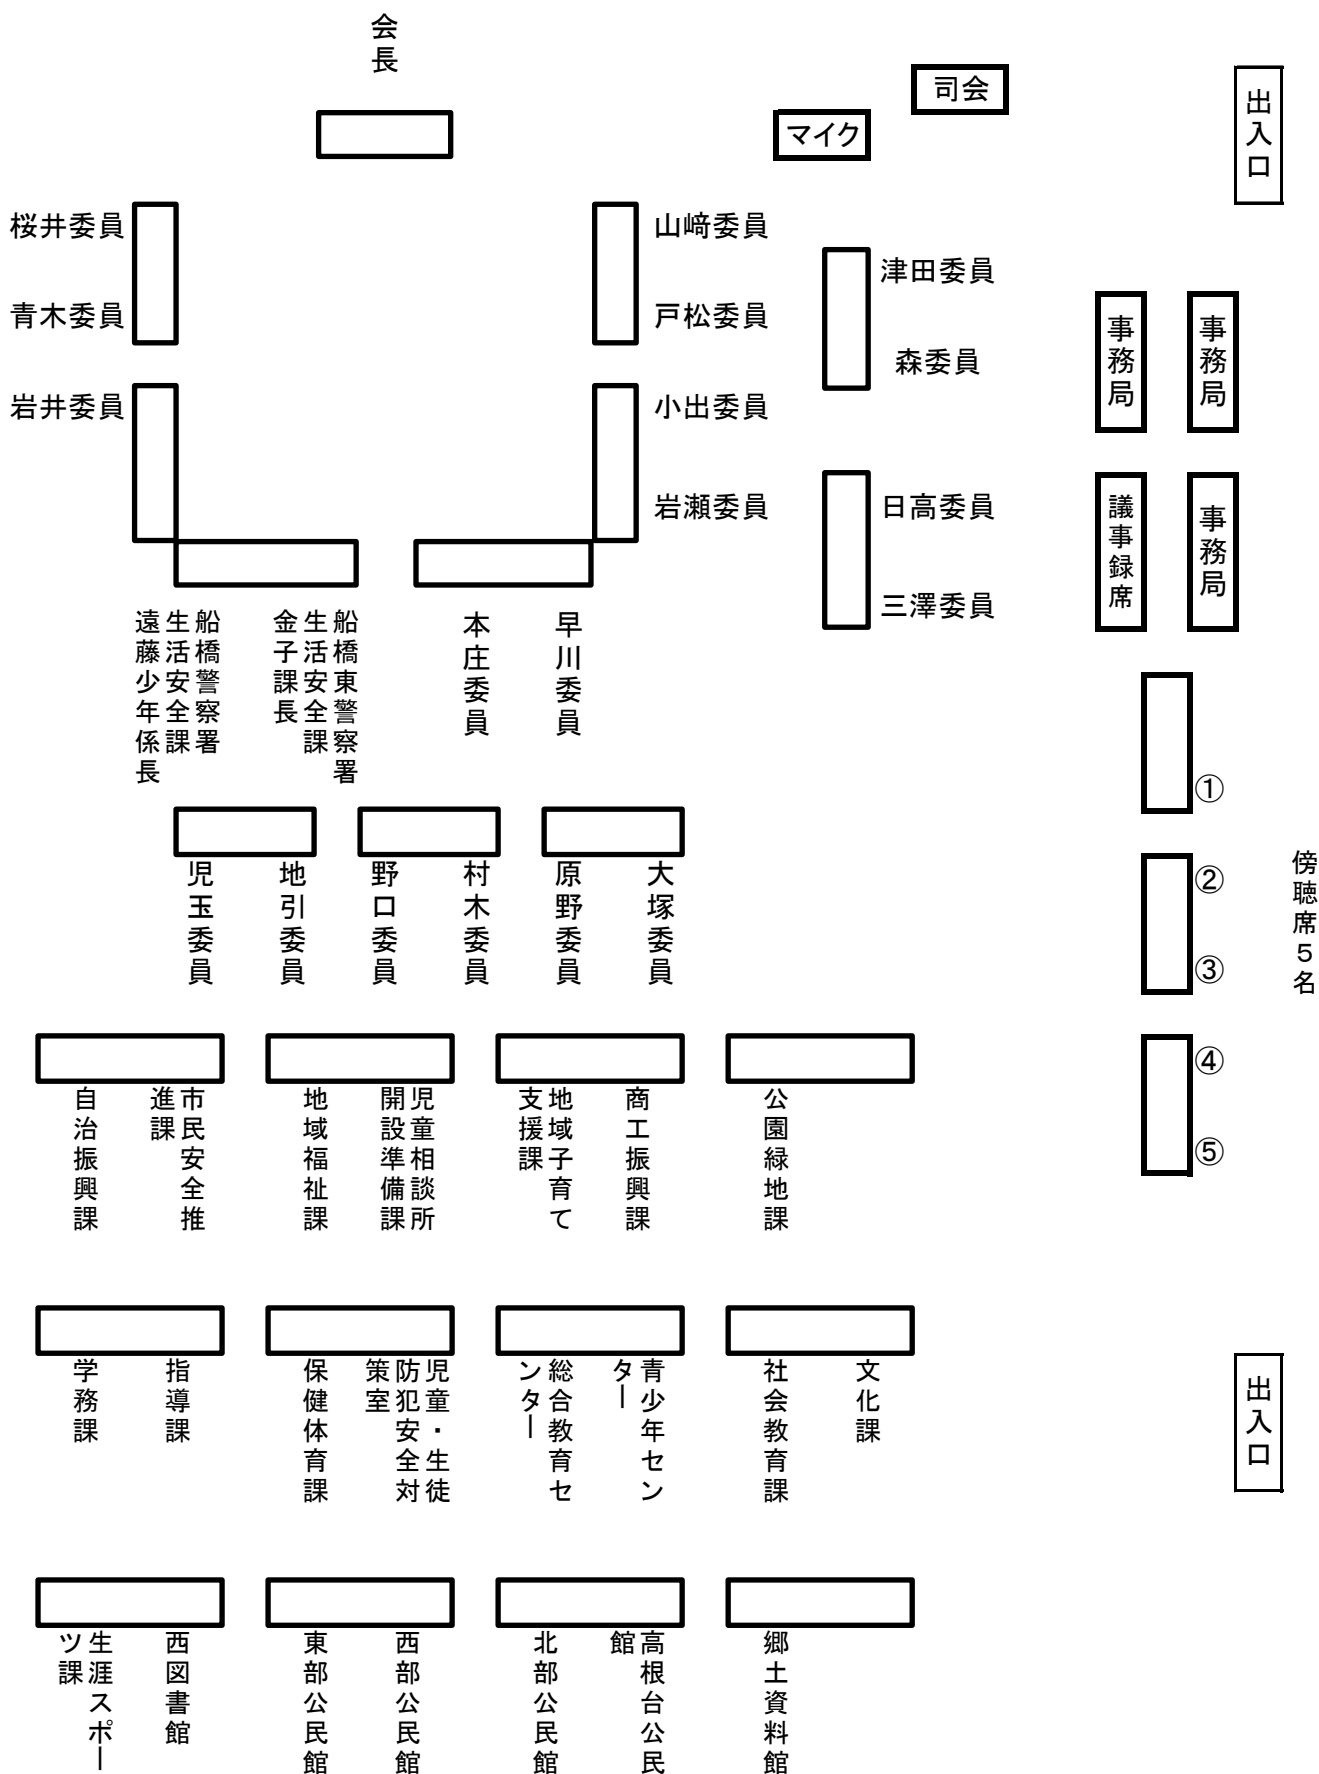 会長
司会
マイク
出入口
桜井委員
青木委員
岩井委員
山﨑委員
戸松委員
小出委員
岩瀬委員
津田委員
森委員
日高委員
三澤委員
事務局
事務局
議事録席
事務局
船橋警察署
生活安全課
遠藤少年係長
船橋東警察署
生活安全課
金子課長
本庄委員
早川委員
児玉委員
地引委員
野口委員
村木委員
原野委員
大塚委員
①
②
③
④
⑤
傍聴席５名
自治振興課
市民安全推
進課
地域福祉課
児童相談所
開設準備課
地域子育て
支援課
商工振興課
公園緑地課
学務課
指導課
保健体育課
児童・生徒
防犯安全対
策室
総合教育セ
ンター
青少年セン
ター
社会教育課
文化課
出入口
生涯スポー
ツ課
西図書館
東部公民館
西部公民館
北部公民館
高根台公民
館
郷土資料館